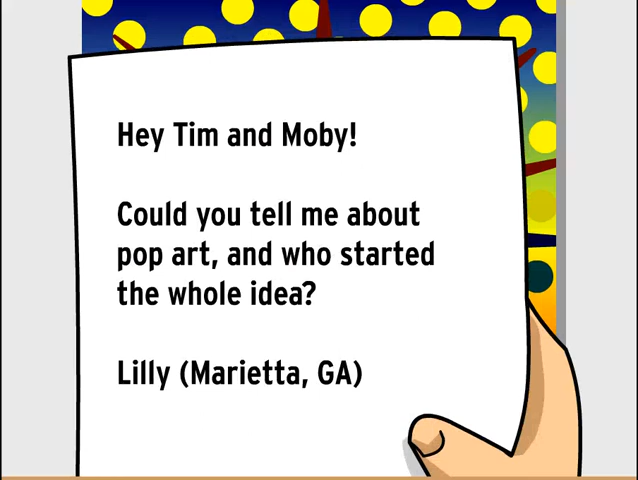 Hey Tim and Moby!
Could you tell me about
pop art, and who started
the whole idea?
Lilly (Marietta, GA)